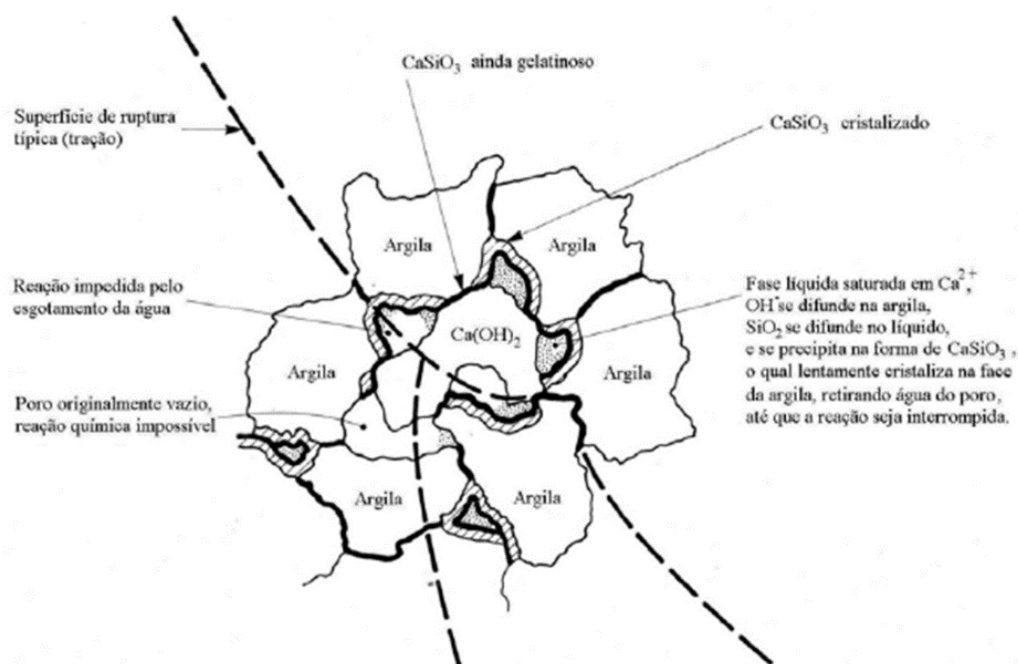 CaSiO3 ainda gelatinoso
Superfície de ruptura
típica (tração)
CaSiO3 cristalizado
Argila
Argila
Reação impedida pelo
esgotamento da água
Fase líquida saturada em Ca2+,
OH-se difunde na argila,
SiO2 se difunde no líquido,
e se precipita na forma de CaSiO3 ,
o qual lentamente cristaliza na face
da argila, retirando água do poro,
até que a reação seja interrompida.
Ca(OH)2
Argila
Argila
Poro originalmente vazio,
reação química impossível
Argila
Argila